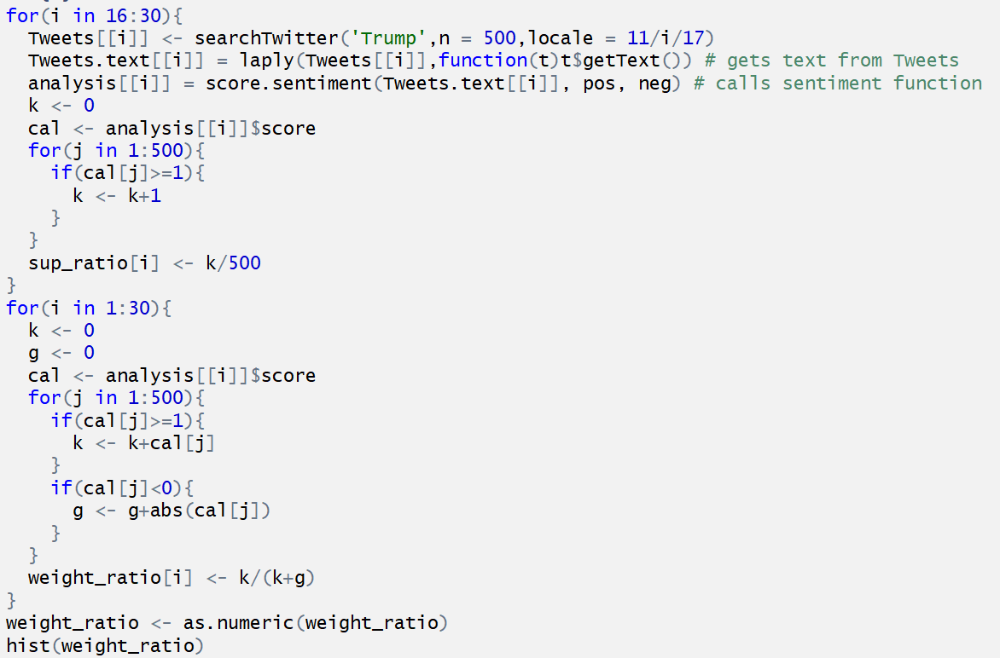 for(i in 16:30){
  Tweets[[i]] <- searchTwitter('Trump',n = 500,locale = 11/i/17)
  Tweets.text[[i]] = laply(Tweets[[i]],function(t)t$getText()) # gets text from Tweets
  analysis[[i]] = score.sentiment(Tweets.text[[i]], pos, neg) # calls sentiment function
  k <- 0
  cal <- analysis[[i]]$score
  for(j in 1:500){
    if(cal[j]>=1){
      k <- k+1
    }
  }
  sup_ratio[i] <- k/500
}
for(i in 1:30){
  k <- 0
  g <- 0
  cal <- analysis[[i]]$score
  for(j in 1:500){
    if(cal[j]>=1){
      k <- k+cal[j]
    }
    if(cal[j]<0){
      g <- g+abs(cal[j])
    }
  }
  weight_ratio[i] <- k/(k+g)
}
weight_ratio <- as.numeric(weight_ratio)
hist(weight_ratio)